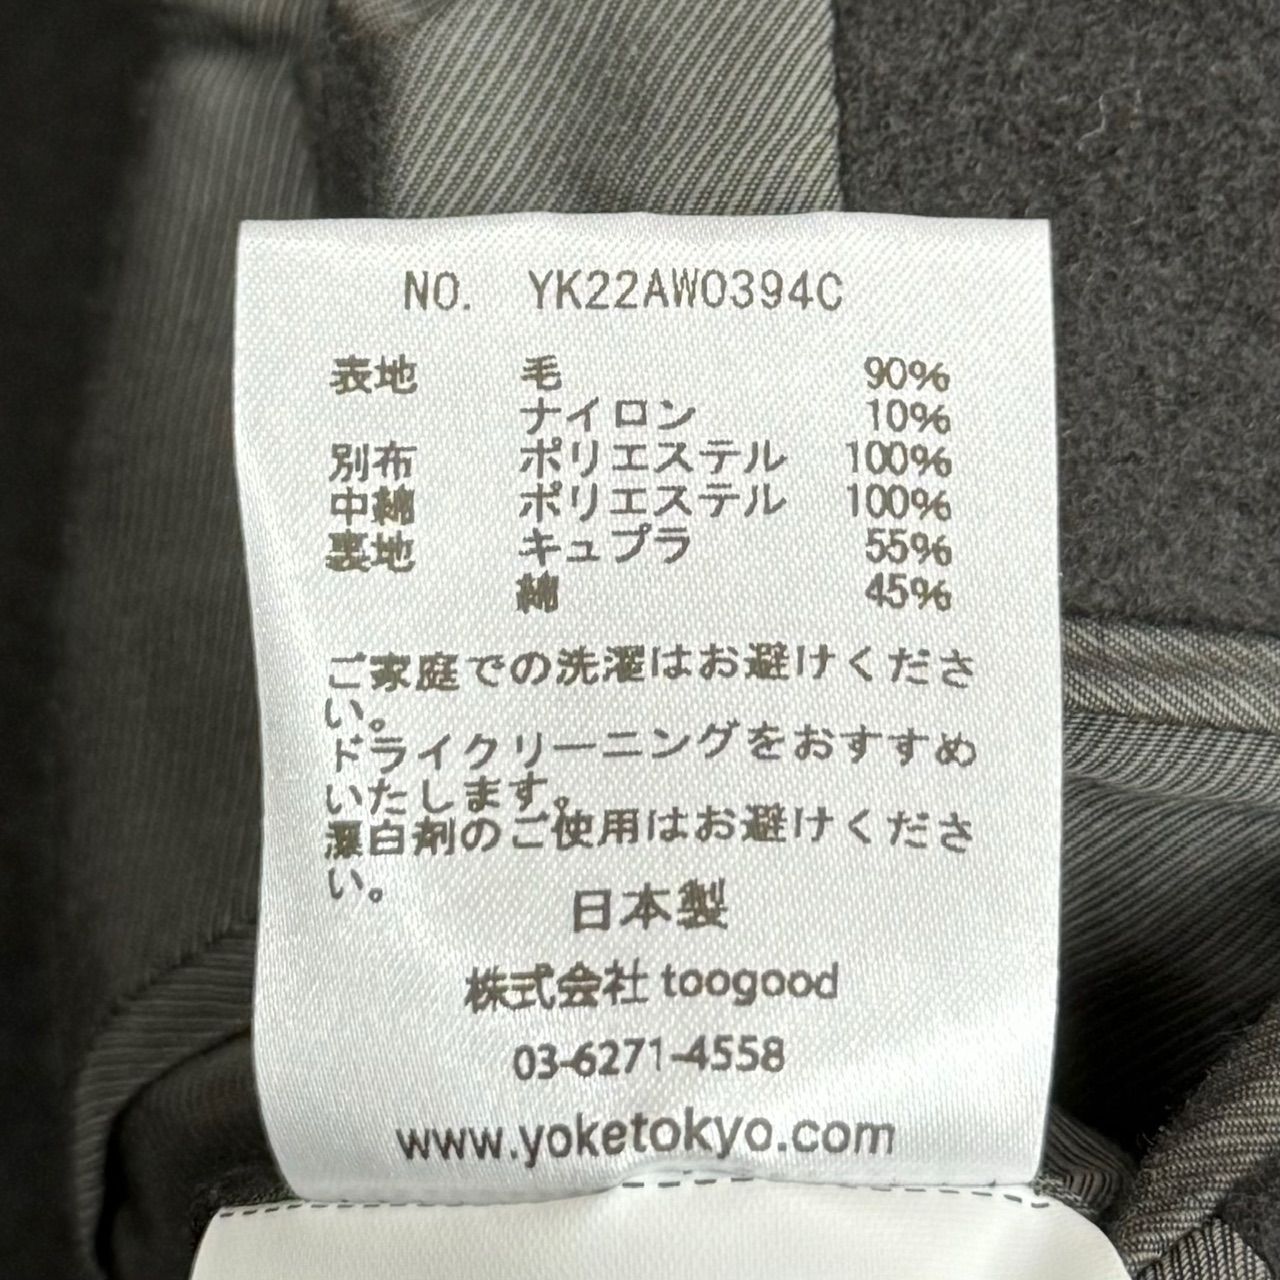 NO. YK22AW0394C
表地 毛 90%
ナイロン 10%
別布 ポリエステル 100%
中綿 ポリエステル 100%
裏地 キュプラ 55%
綿 45%
ご家庭での洗濯はお避けくださ
い。
ドライクリーニングをおすすめ
いたします。
漂白剤のご使用はお避けくださ
い。
日本製
株式会社 toogood
03-6271-4558
www.yoketokyo.com